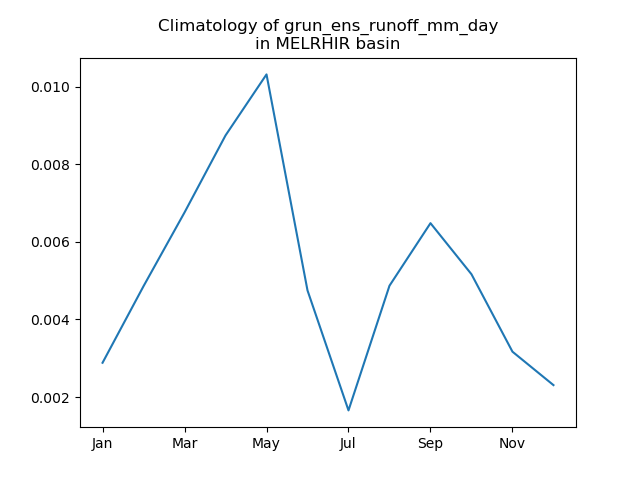 Climatology of grun_ens_runoff_mm_day
in MELRHIR basin
0.010
0.008
0.006
0.004
0.002
Jan Mar May Jul Sep Nov